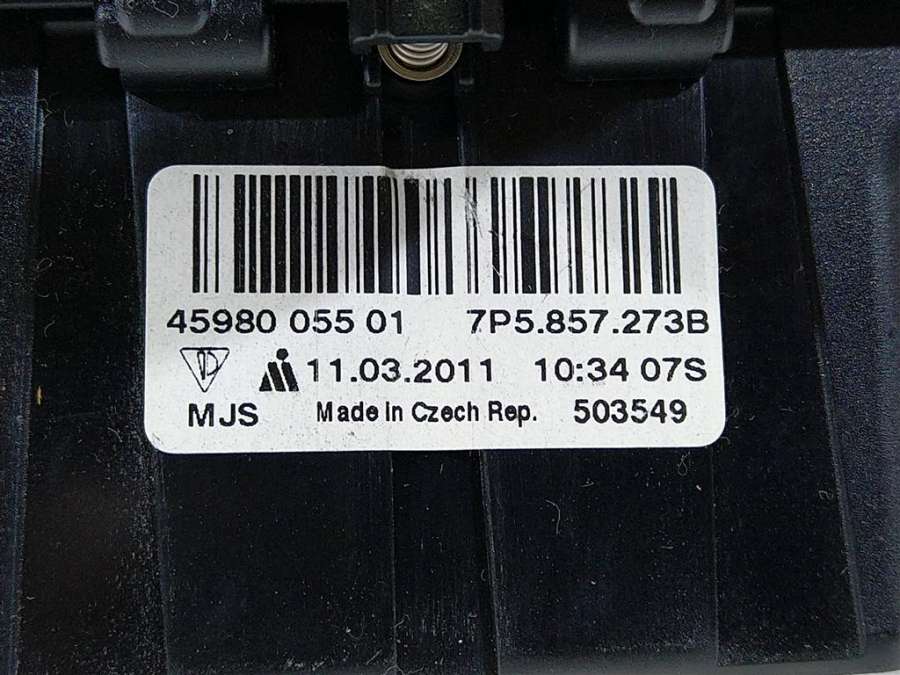 45980 055 01 7P5.857.273B
11.03.2011 10:34 07S
MJS Made in Czech Rep. 503549